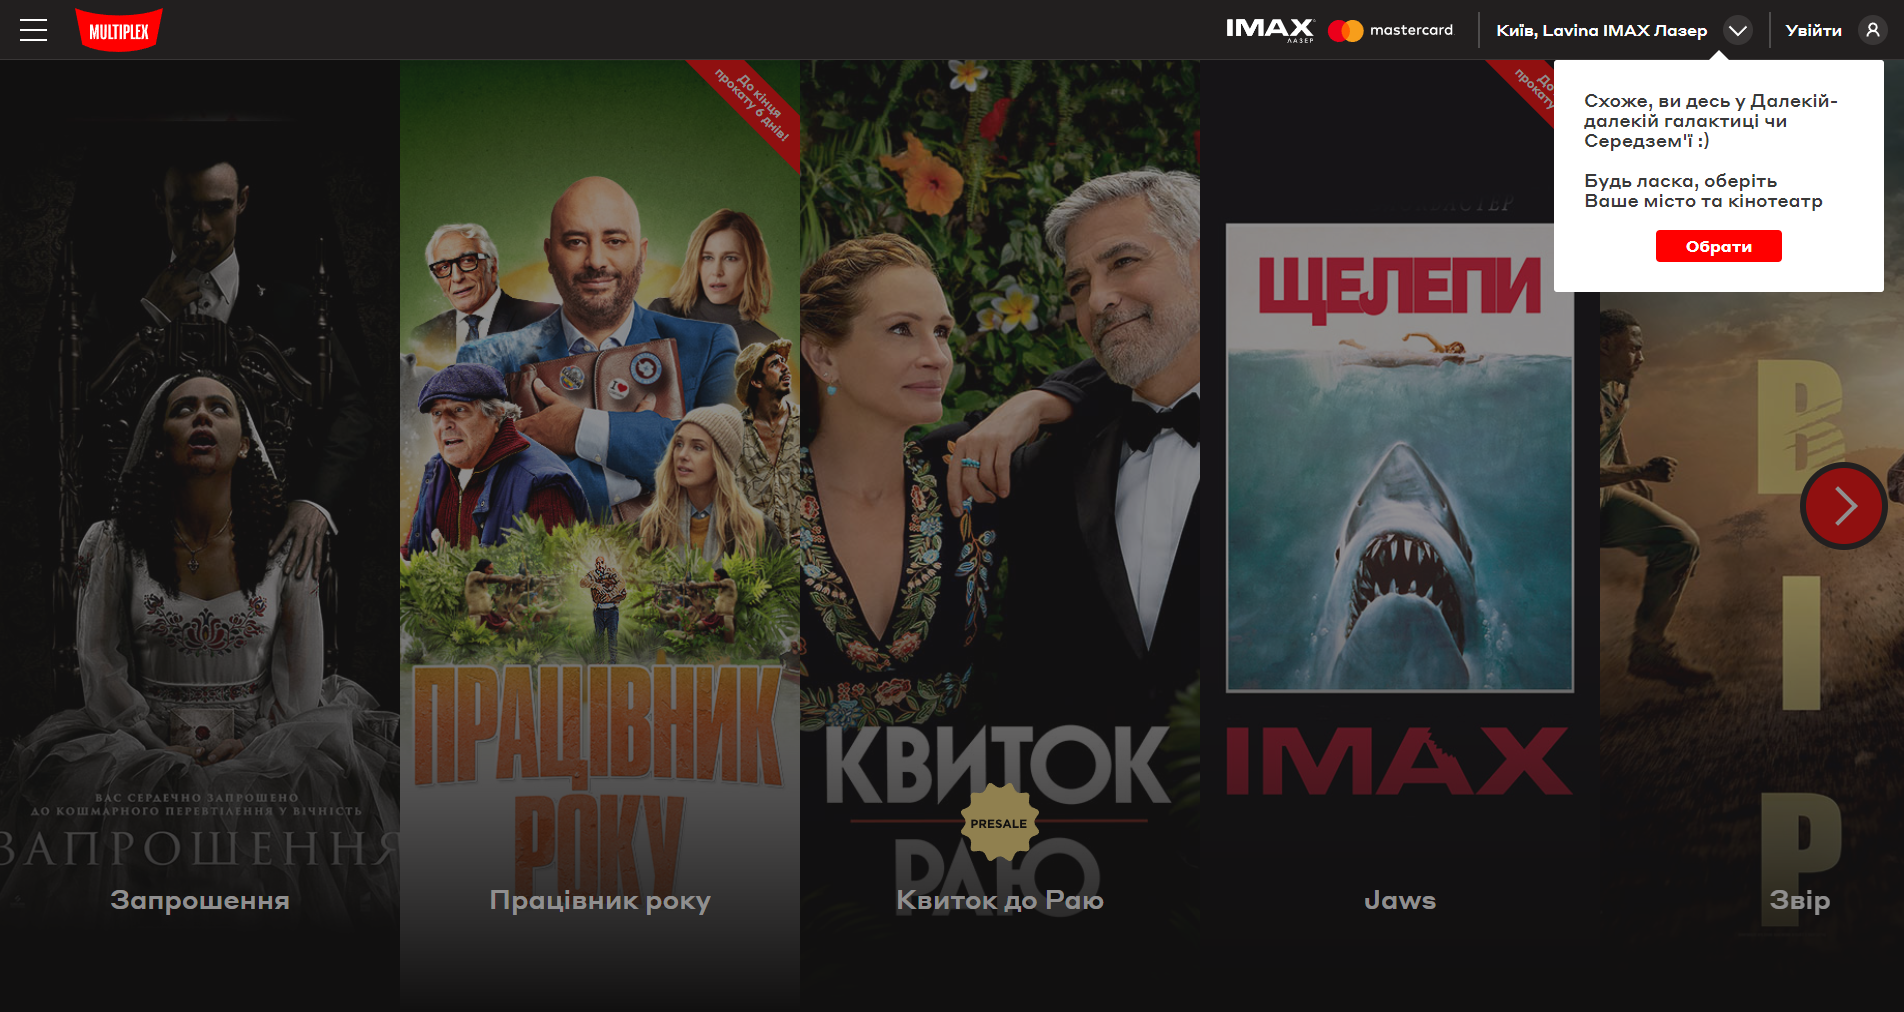 MULTIPLEX
IMAX
ЛАЗЕР
mastercard
Київ, Lavina IMAX Лазер
Увійти
Схоже, ви десь у Далекій-
далекій галактиці чи
Середзем'ї :)
Будь ласка, оберіть
Ваше місто та кінотеатр
Обрати
ВАС СЕРДЕЧНО ЗАПРОШЕНО
ДО КОШМАРНОГО ПЕРЕВТІЛЕННЯ У ВІЧНІСТЬ
ЗАПРОШЕННЯ
Запрошення
До кінця
прокату 6 днів!
I
ПРАЦІВНИК
РОКУ
Працівник року
КВИТОК
PRESALE
РАЮ
Квиток до Раю
До
прокату
ЩЕЛЕПИ
IMAX
Jaws
ЗВІР
Звір